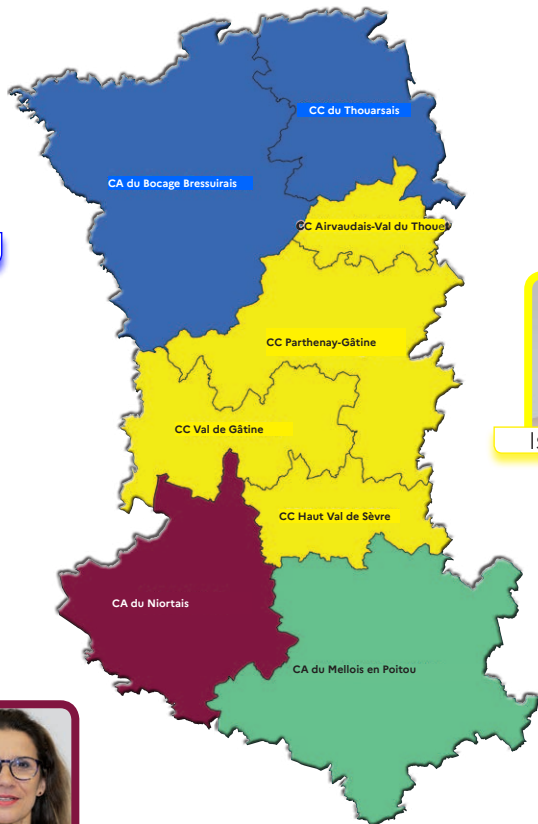 CC du Thouarsais
CA du Bocage Bressuirais
CC Airvaudais-Val du Thouet
CC Parthenay-Gâtine
CC Val de Gâtine
Is
CC Haut Val de Sèvre
CA du Niortais
CA du Mellois en Poitou